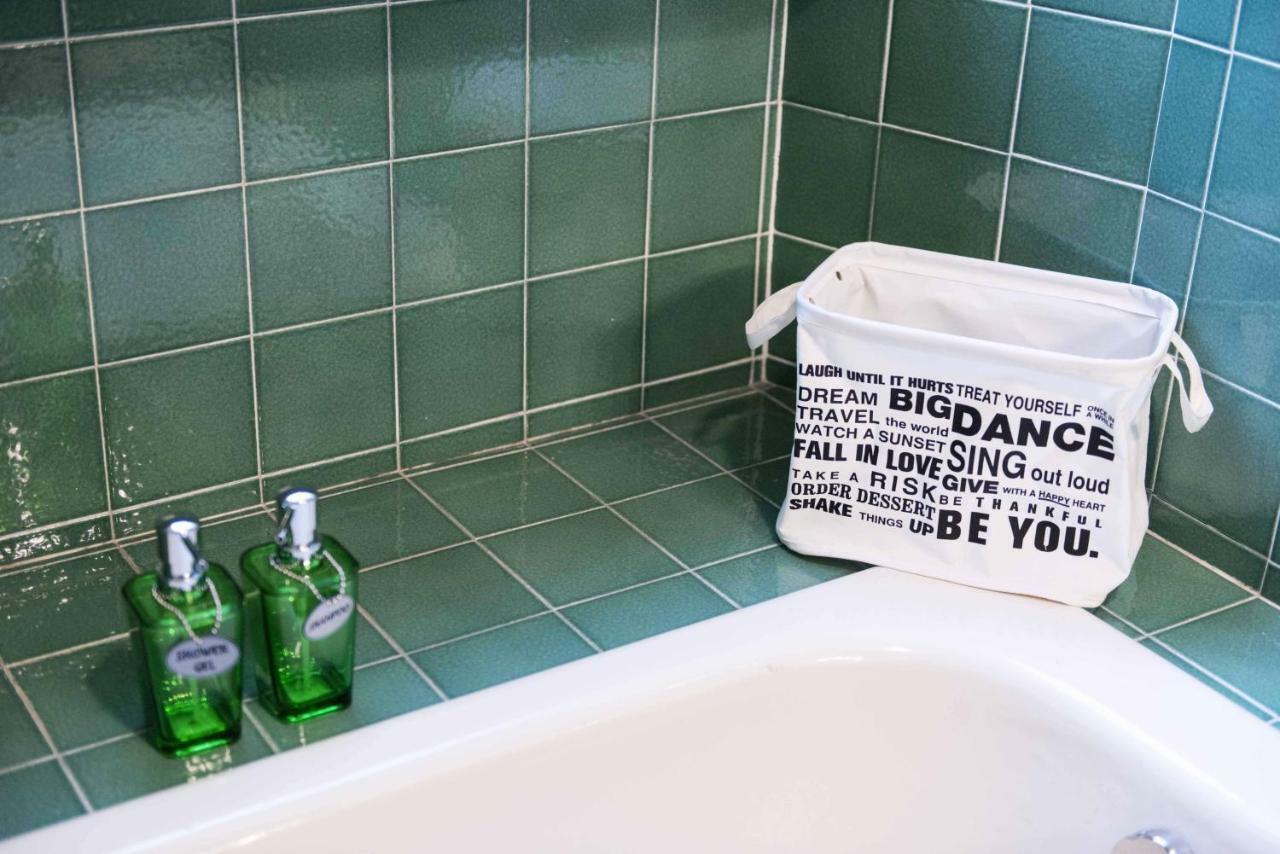 LAUGH UNTIL IT HURTS TREAT YOURSELF ONCE IN A WHILE
DREAM BIG DANCE
TRAVEL the world
WATCH A SUNSET SING out loud
FALL IN LOVE
TAKE A RISK GIVE WITH A HAPPY HEART
ORDER DESSERT BE THANKFUL
SHAKE THINGS UP BE YOU.
SHOWER
GEL
SHAMPOO